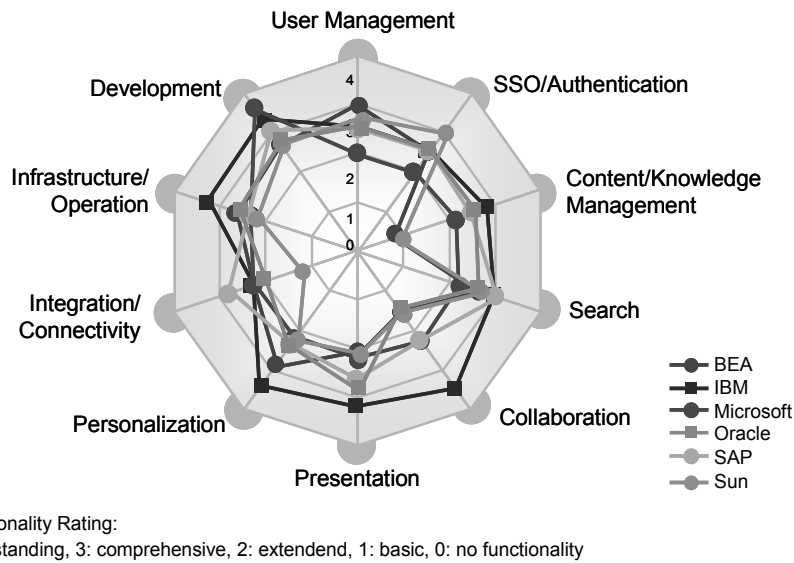 User Management
Development
SSO/Authentication
4
3
2
1
0
Infrastructure/
Operation
Content/Knowledge
Management
Integration/
Connectivity
Search
Personalization
Collaboration
Presentation
BEA
IBM
Microsoft
Oracle
SAP
Sun
onality Rating:
standing, 3: comprehensive, 2: extendend, 1: basic, 0: no functionality